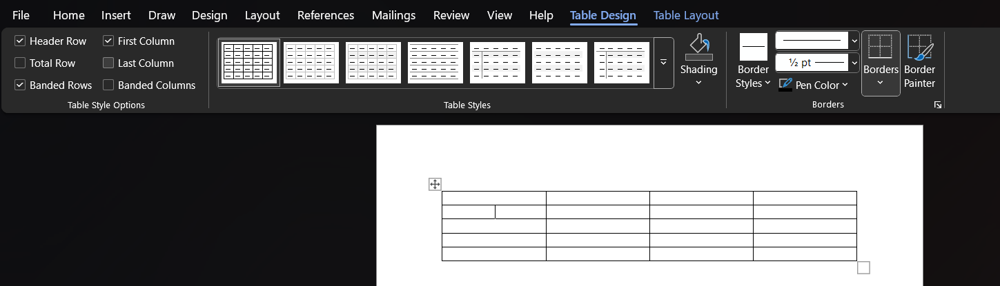 File Home Insert Draw Design Layout References Mailings Review View Help Table Design Table Layout
Header Row First Column
Total Row Last Column
Banded Rows Banded Columns
Table Style Options
Table Styles
Shading
Border
Styles
½ pt
Pen Color
Borders
Border
Painter
Borders